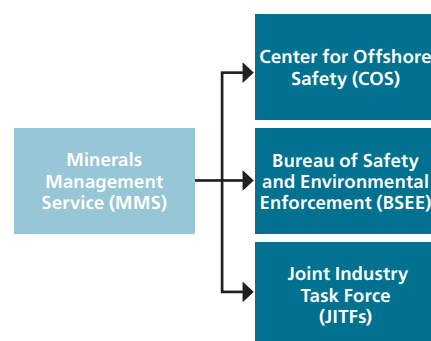 Center for Offshore
Safety (COS)
Minerals
Management
Service (MMS)
Bureau of Safety
and Environmental
Enforcement (BSEE)
Joint Industry
Task Force
(JITFs)